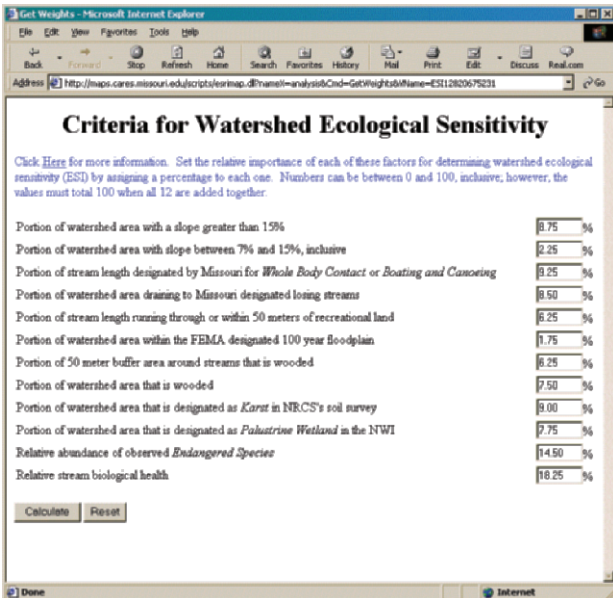 Get Weights - Microsoft Internet Explorer
File Edit View Favorites Tools Help
Back Forward Stop Refresh Home Search Favorites History Mail Print Edit Discuss Real.com
Address http://maps.cares.missouri.edu/scripts/esrimap.dll?name=analysis&Cmd=GetWeights&WName=ESI12820675231 Go
Criteria for Watershed Ecological Sensitivity
Click Here for more information. Set the relative importance of each of these factors for determining watershed ecological
sensitivity (ESI) by assigning a percentage to each one. Numbers can be between 0 and 100, inclusive; however, the
values must total 100 when all 12 are added together.
Portion of watershed area with a slope greater than 15% 8.75 %
Portion of watershed area with slope between 7% and 15%, inclusive 2.25 %
Portion of stream length designated by Missouri for Whole Body Contact or Boating and Canoeing 9.25 %
Portion of watershed area draining to Missouri designated losing streams 8.50 %
Portion of stream length running through or within 50 meters of recreational land 6.25 %
Portion of watershed area within the FEMA designated 100 year floodplain 1.75 %
Portion of 50 meter buffer area around streams that is wooded 6.25 %
Portion of watershed area that is wooded 7.50 %
Portion of watershed area that is designated as Karst in NRCS's soil survey 9.00 %
Portion of watershed area that is designated as Palustrine Wetland in the NWI 7.75 %
Relative abundance of observed Endangered Species 14.50 %
Relative stream biological health 18.25 %
Calculate Reset
Done Internet